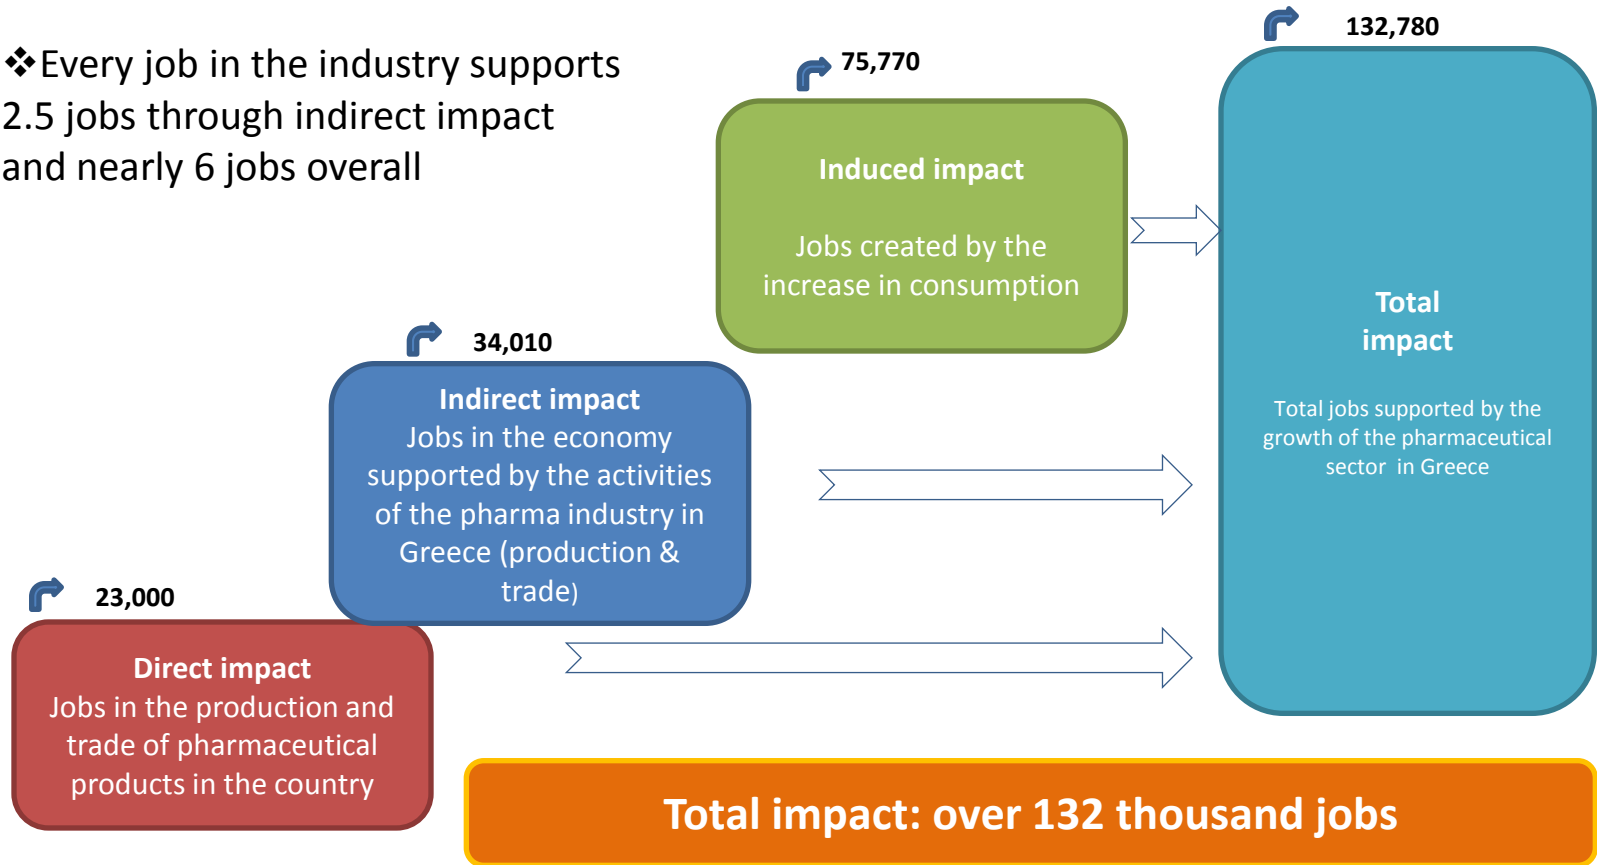 ❖Every job in the industry supports
2.5 jobs through indirect impact
and nearly 6 jobs overall
132,780
75,770
Induced impact
Jobs created by the
increase in consumption
Total
impact
Total jobs supported by the
growth of the pharmaceutical
sector in Greece
34,010
Indirect impact
Jobs in the economy
supported by the activities
of the pharma industry in
Greece (production &
trade)
23,000
Direct impact
Jobs in the production and
trade of pharmaceutical
products in the country
Total impact: over 132 thousand jobs